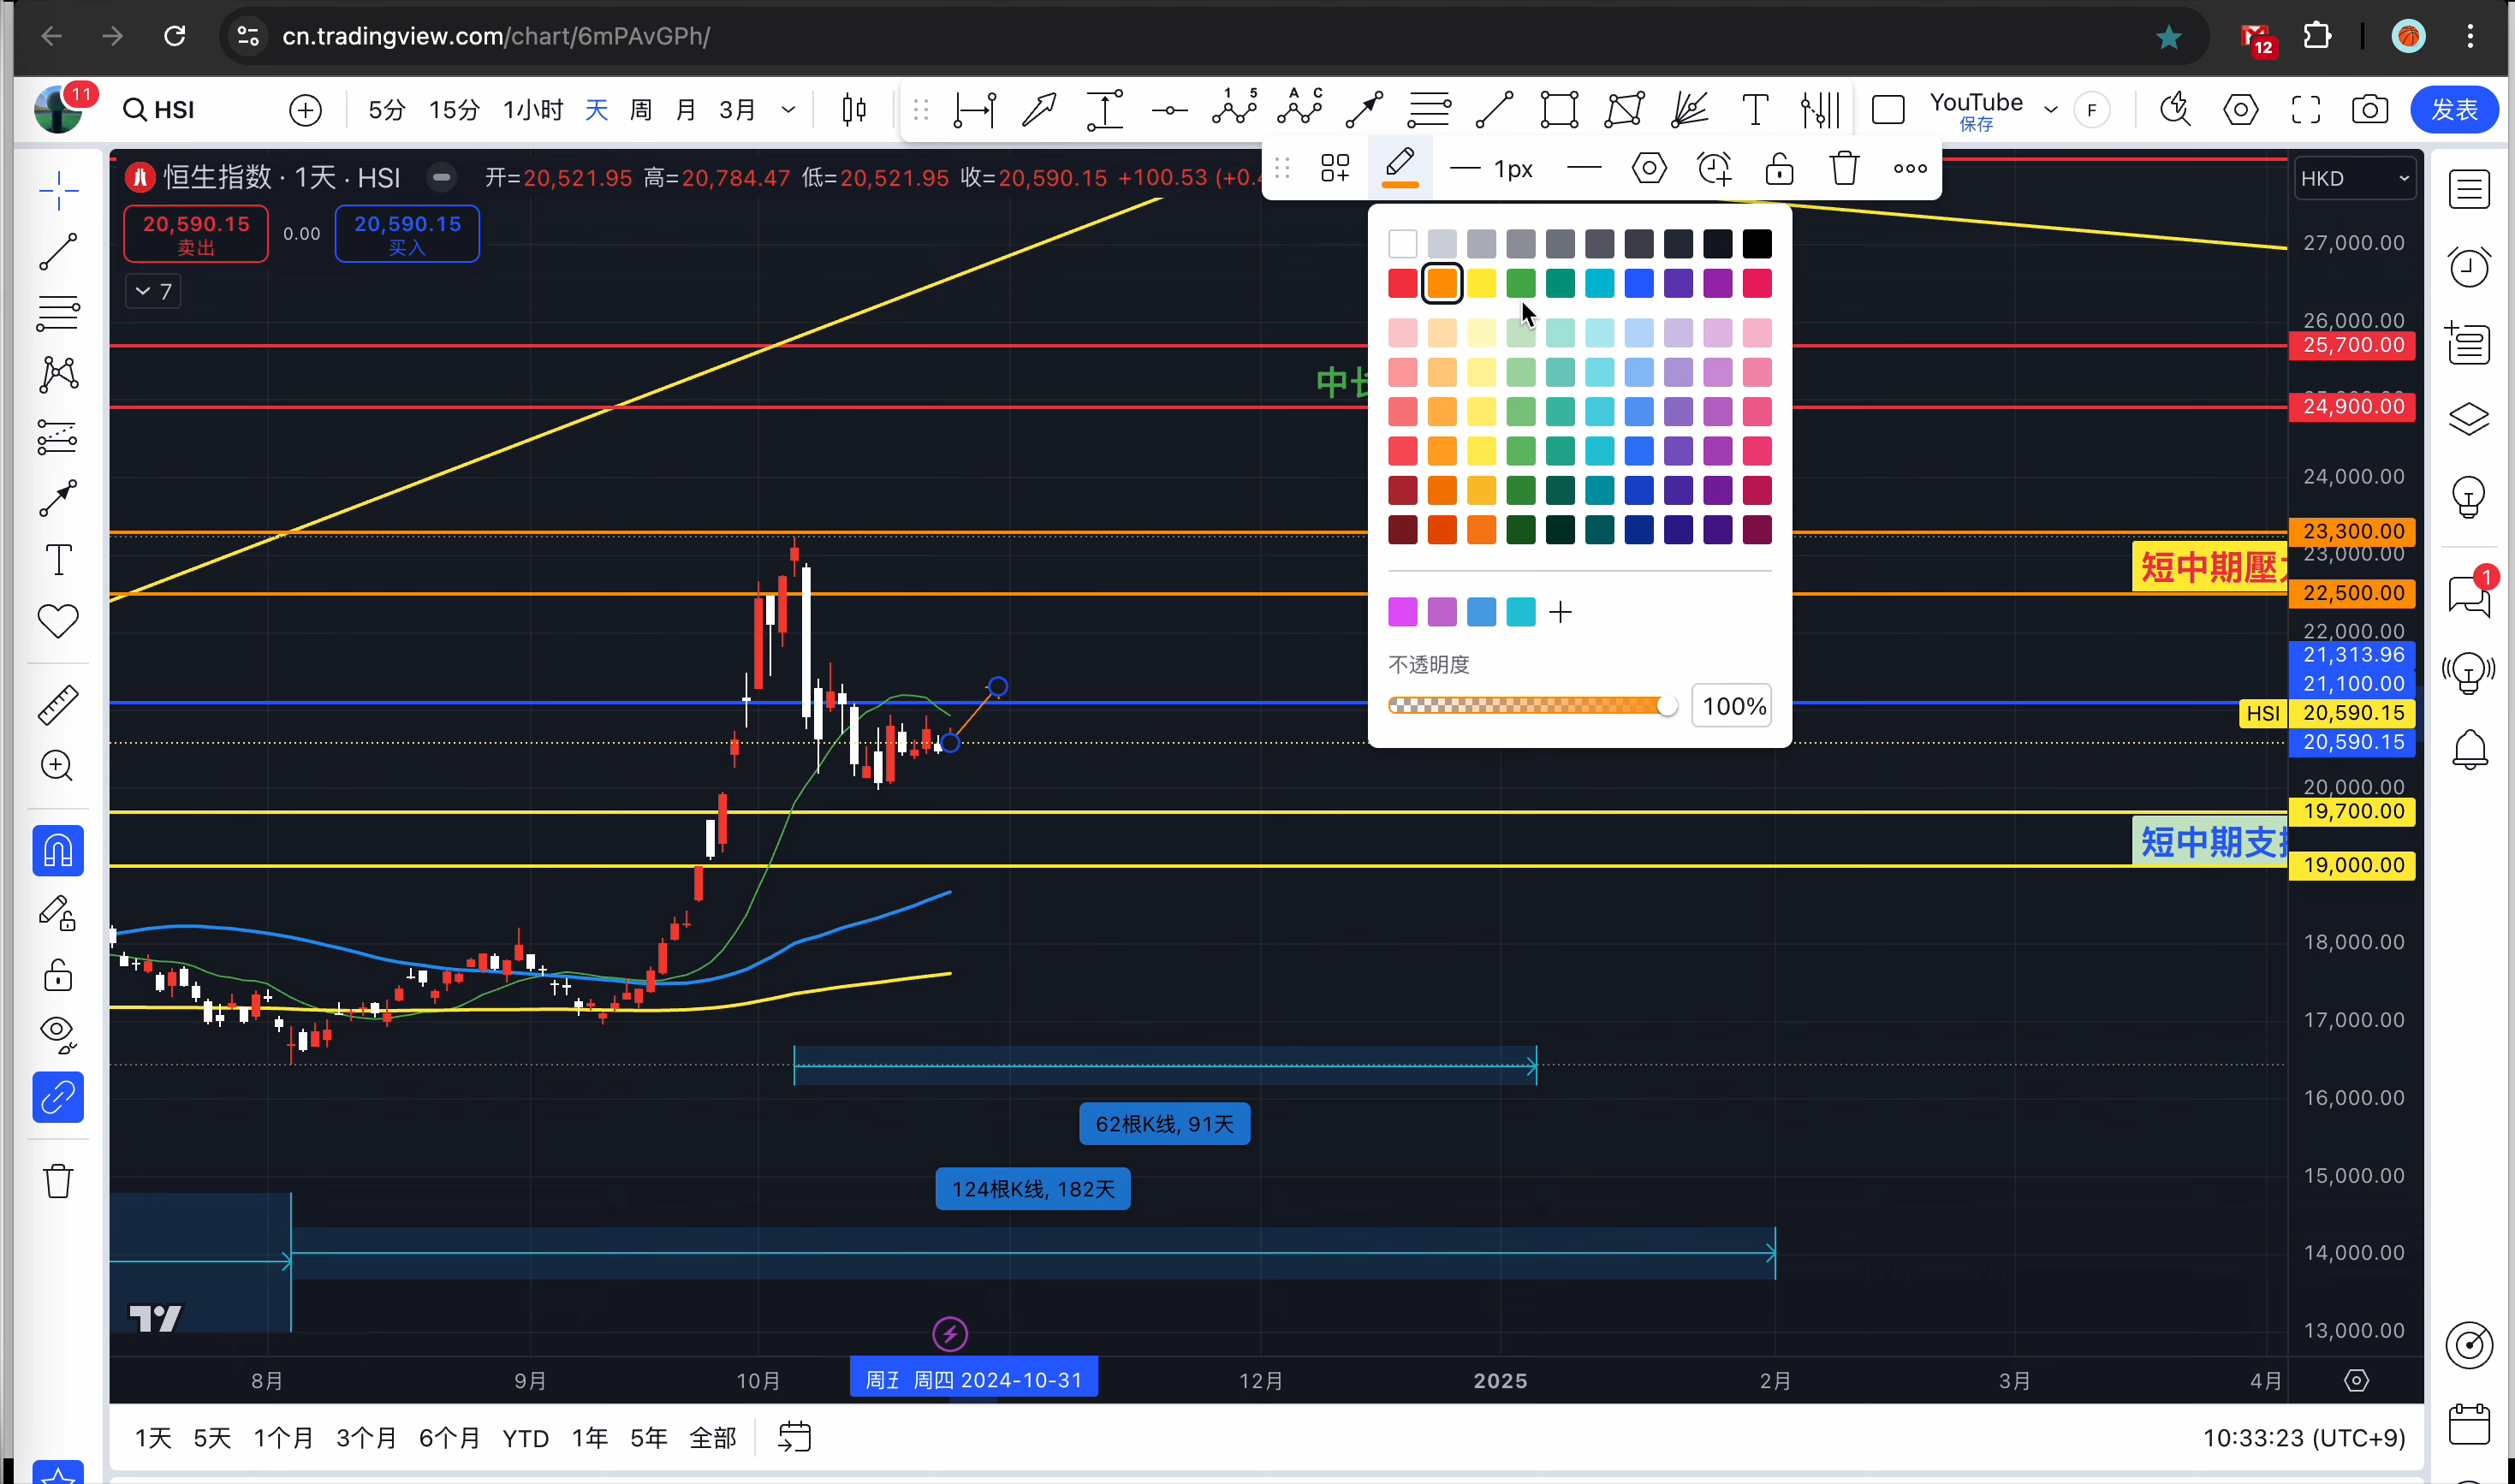 cn.tradingview.com/chart/6mPAvGPh/
12
11
HSI
5分 15分 1小时 天 周 月 3月
1 5
A C
YouTube
保存
F
发表
恒生指数 · 1天 · HSI
开=20,521.95 高=20,784.47 低=20,521.95 收=20,590.15 +100.53
1px
HKD
20,590.15
卖出
0.00
20,590.15
买入
7
27,000.00
26,000.00
25,700.00
24,900.00
24,000.00
23,300.00
23,000.00
22,500.00
22,000.00
21,313.96
21,100.00
HSI 20,590.15
20,590.15
20,000.00
19,700.00
19,000.00
18,000.00
17,000.00
16,000.00
15,000.00
14,000.00
13,000.00
中
短中期壓
短中期支
不透明度
100%
1
62根K线, 91天
124根K线, 182天
8月 9月 10月 周四 2024-10-31 12月 2025 2月 3月 4月
1天 5天 1个月 3个月 6个月 YTD 1年 5年 全部
10:33:23 (UTC+9)